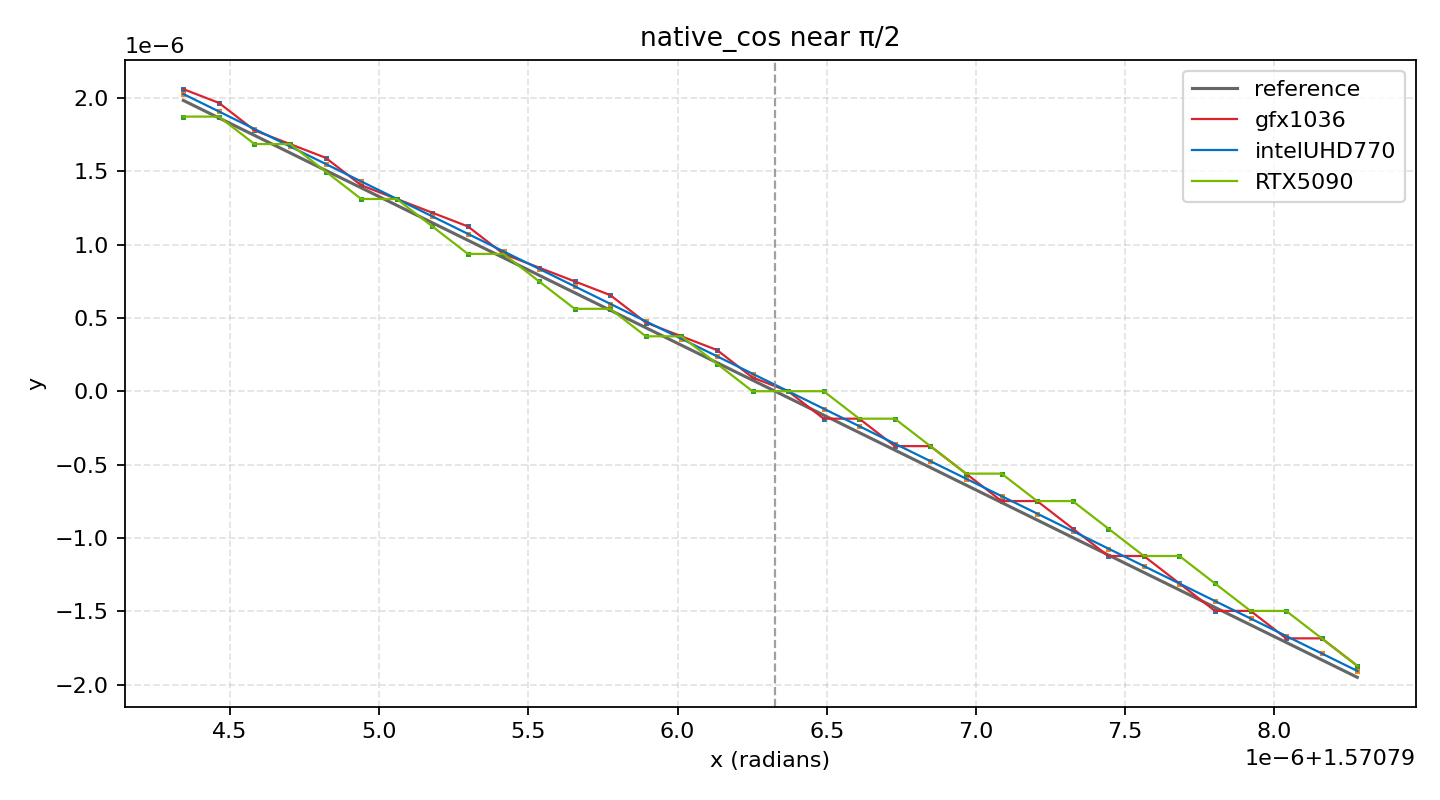 native_cos near π/2
1e−6
reference
gfx1036
intelUHD770
RTX5090
y
2.0
1.5
1.0
0.5
0.0
−0.5
−1.0
−1.5
−2.0
4.5 5.0 5.5 6.0 6.5 7.0 7.5 8.0
x (radians)
1e−6+1.57079